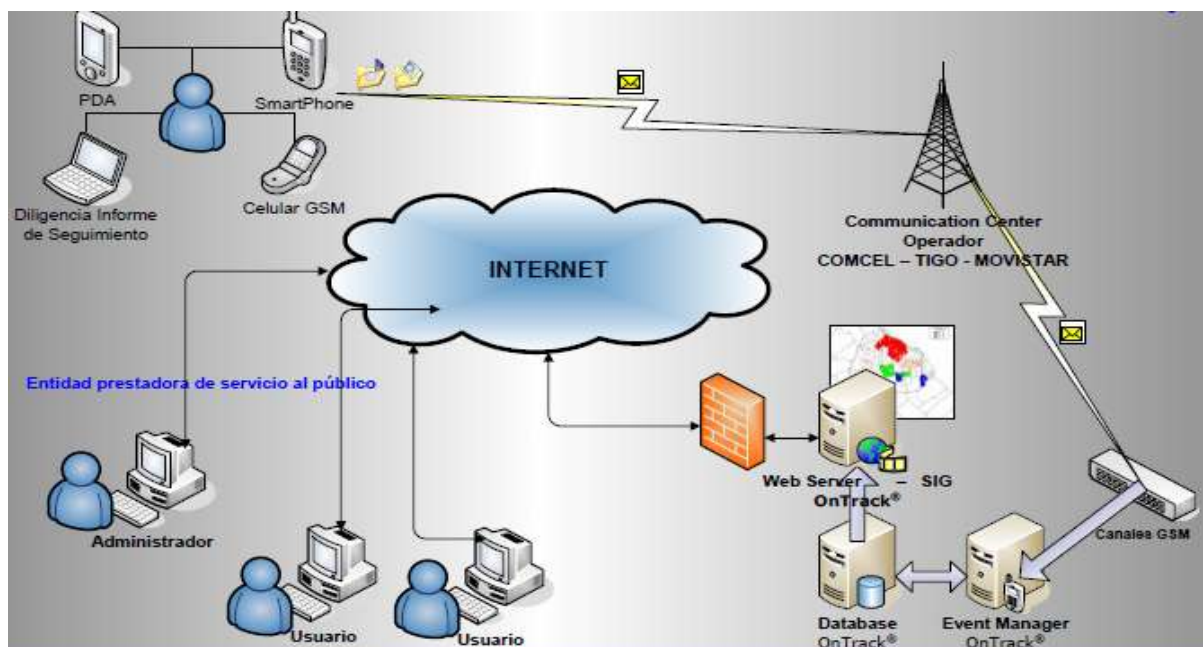 PDA
SmartPhone
Diligencia Informe
de Seguimiento
Celular GSM
Communication Center
Operador
COMCEL – TIGO - MOVISTAR
INTERNET
Entidad prestadora de servicio al público
Administrador
Usuario
Usuario
Web Server – SIG
OnTrack®
Canales GSM
Database
OnTrack®
Event Manager
OnTrack®